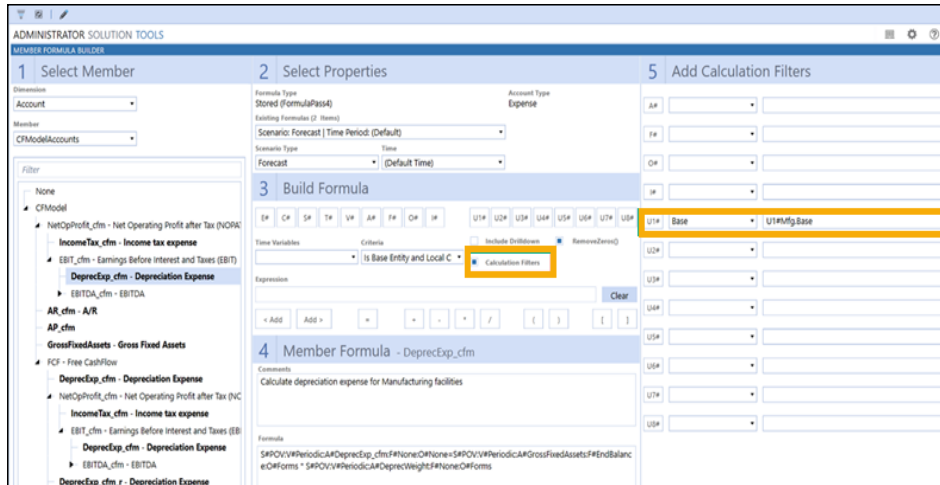 ADMINISTRATOR SOLUTION TOOLS
MEMBER FORMULA BUILDER
1 Select Member
Dimension
Account
Member
CFModelAccounts
Filter
None
CFModel
NetOpProfit_cfm - Net Operating Profit after Tax (NOPA
IncomeTax_cfm - Income tax expense
EBIT_cfm - Earnings Before Interest and Taxes (EBIT)
DeprecExp_cfm - Depreciation Expense
EBITDA_cfm - EBITDA
AR_cfm - A/R
AP_cfm
GrossFixedAssets - Gross Fixed Assets
FCF - Free CashFlow
DeprecExp_cfm - Depreciation Expense
NetOpProfit_cfm - Net Operating Profit after Tax (NC
IncomeTax_cfm - Income tax expense
EBIT_cfm - Earnings Before Interest and Taxes (EBI
DeprecExp_cfm - Depreciation Expense
EBITDA_cfm - EBITDA
DeprecExp_cfm_r - Depreciation Expense
2 Select Properties
Formula Type Account Type
Stored (FormulaPass4) Expense
Existing Formulas (2 Items)
Scenario: Forecast | Time Period: (Default)
Scenario Type Time
Forecast (Default Time)
3 Build Formula
E# C# S# T# V# A# F# O# I# U1# U2# U3# U4# U5# U6# U7# U8#
Time Variables Criteria Include Drilldown RemoveZeros()
Is Base Entity and Local C Calculation Filters
Expression
Clear
< Add Add > = + - * / ( ) [ ]
4 Member Formula - DeprecExp_cfm
Comments
Calculate depreciation expense for Manufacturing facilities
Formula
S#POV:V#Periodic:A#DeprecExp_cfm:F#None:O#None=S#POV:V#Periodic:A#GrossFixedAssets:F#EndBalanc
e:O#Forms * S#POV:V#Periodic:A#DeprecWeight:F#None:O#Forms
5 Add Calculation Filters
A#
F#
O#
I#
U1# Base U1#Mfg.Base
U2#
U3#
U4#
U5#
U6#
U7#
U8#